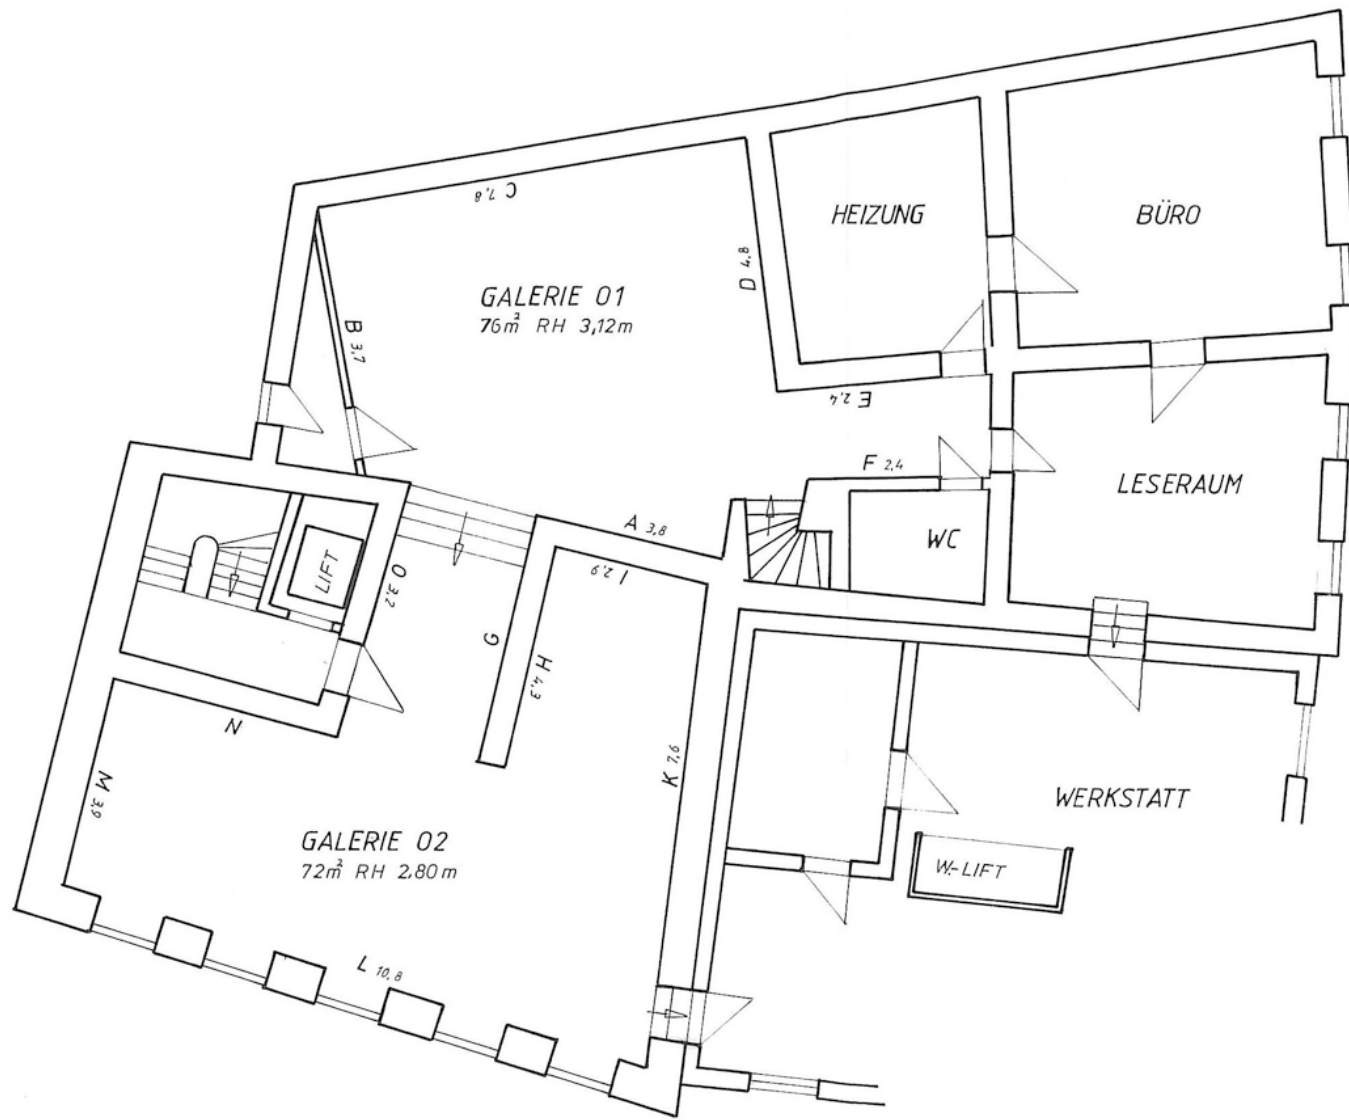 C 7,8
HEIZUNG
BÜRO
D 4,8
GALERIE 01
76m² RH 3,12m
B 3,7
E 2,4
F 2,4
LESERAUM
A 3,8
WC
LIFT
I 2,9
O 3,2
G
H 4,3
N
K 7,6
M 3,9
WERKSTATT
GALERIE 02
72m² RH 2,80m
W.-LIFT
L 10,8